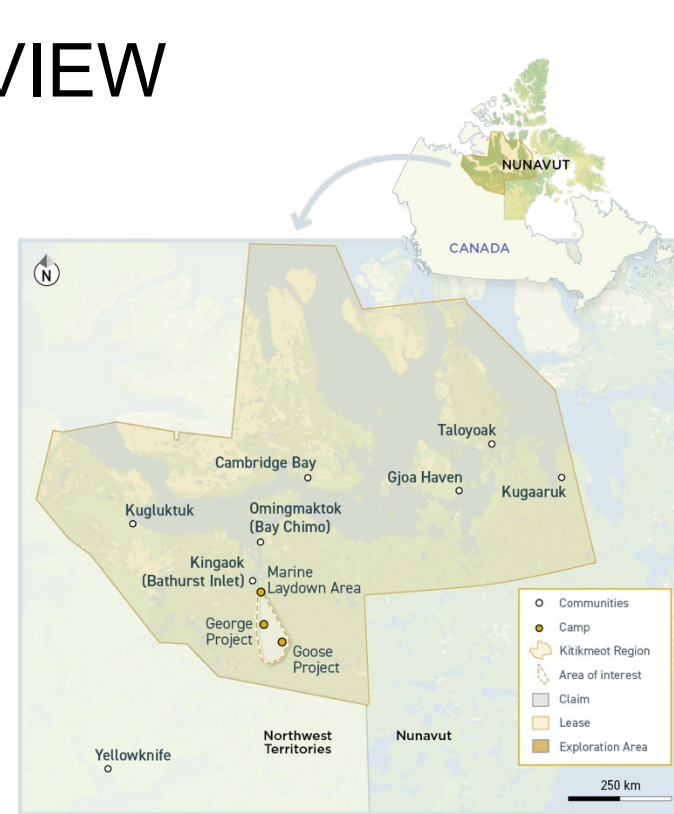 VIEW
NUNAVUT
CANADA
N
Taloyoak
Cambridge Bay
Gjoa Haven
Kugaaruk
Kugluktuk
Omingmaktok
(Bay Chimo)
Kingaok
(Bathurst Inlet)
Marine
Laydown Area
George
Project
Goose
Project
Northwest
Territories
Nunavut
Yellowknife
Communities
Camp
Kitikmeot Region
Area of interest
Claim
Lease
Exploration Area
250 km